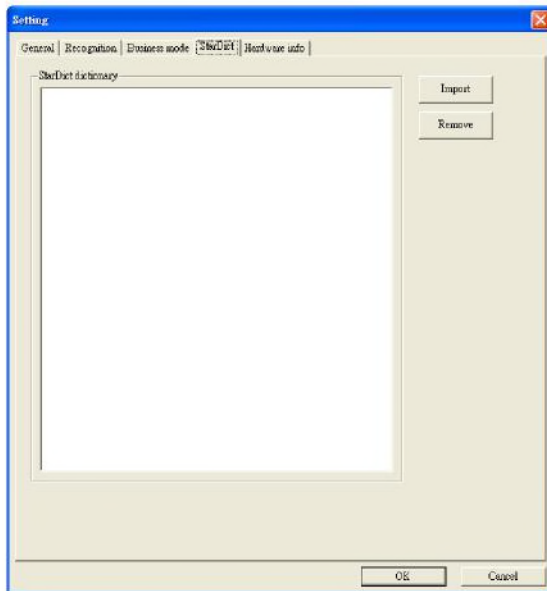 Setting
General Recognition Business mode StarDict Hardware info
StarDict dictionary
Import
Remove
OK Cancel